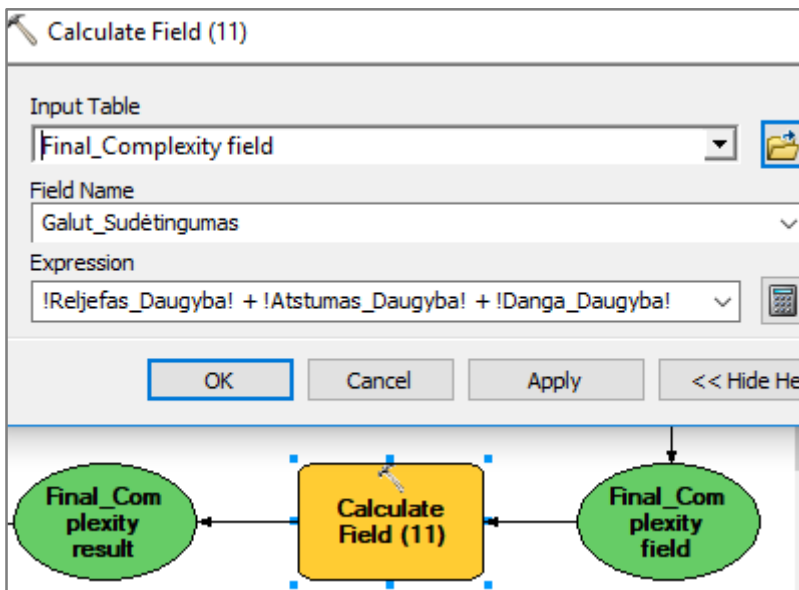 Calculate Field (11)
Input Table
Final_Complexity field
Field Name
Galut_Sudėtingumas
Expression
!Reljefas_Daugyba! + !Atstumas_Daugyba! + !Danga_Daugyba!
OK
Cancel
Apply
<< Hide He
Final_Com
plexity
result
Calculate
Field (11)
Final_Com
plexity
field